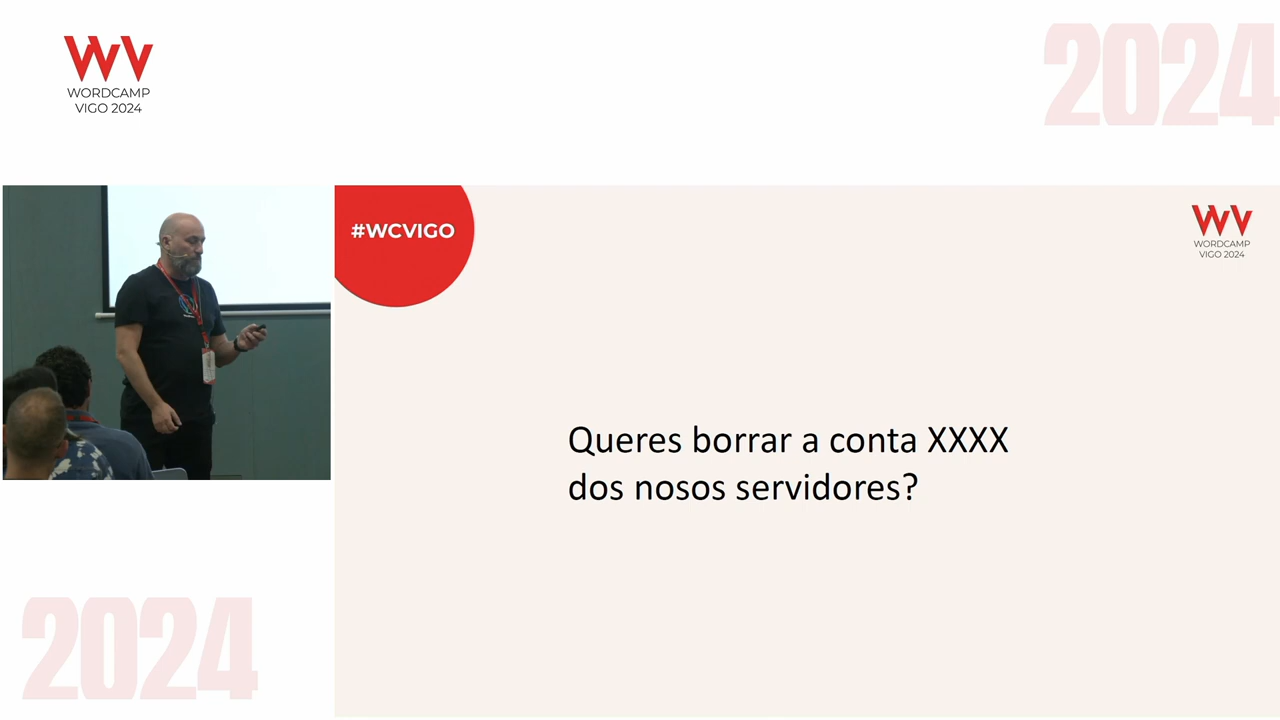 WORDCAMP
VIGO 2024
2024
#WCVIGO
WORDCAMP
VIGO 2024
Queres borrar a conta XXXX
dos nosos servidores?
2024